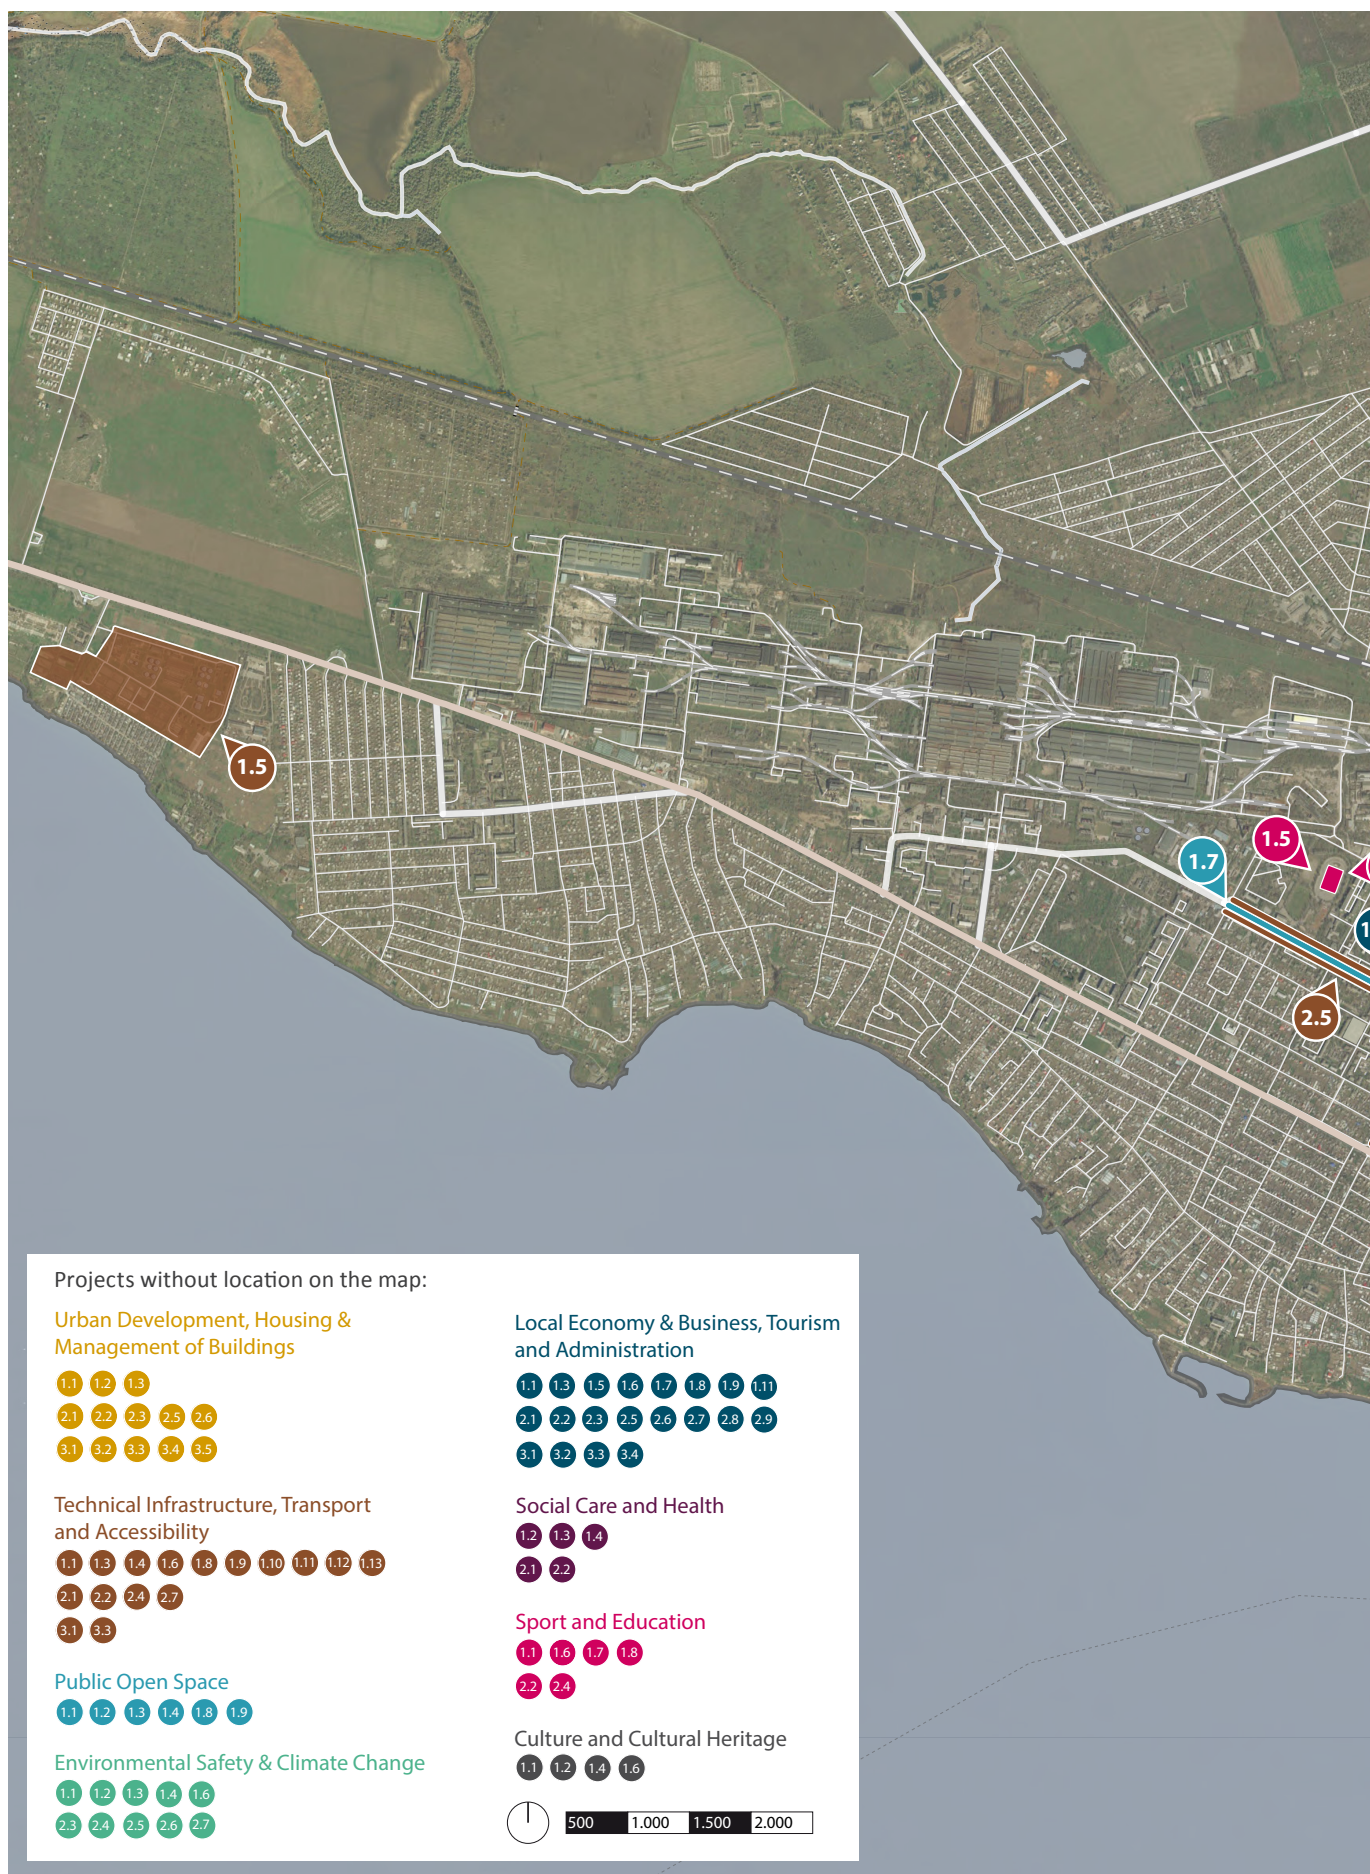 1.5
1.5
1.7
1
2.5
Projects without location on the map:
Urban Development, Housing &
Management of Buildings
1.1 1.2 1.3
2.1 2.2 2.3 2.5 2.6
3.1 3.2 3.3 3.4 3.5
Technical Infrastructure, Transport
and Accessibility
1.1 1.3 1.4 1.6 1.8 1.9 1.10 1.11 1.12 1.13
2.1 2.2 2.4 2.7
3.1 3.3
Public Open Space
1.1 1.2 1.3 1.4 1.8 1.9
Environmental Safety & Climate Change
1.1 1.2 1.3 1.4 1.6
2.3 2.4 2.5 2.6 2.7
Local Economy & Business, Tourism
and Administration
1.1 1.3 1.5 1.6 1.7 1.8 1.9 1.11
2.1 2.2 2.3 2.5 2.6 2.7 2.8 2.9
3.1 3.2 3.3 3.4
Social Care and Health
1.2 1.3 1.4
2.1 2.2
Sport and Education
1.1 1.6 1.7 1.8
2.2 2.4
Culture and Cultural Heritage
1.1 1.2 1.4 1.6
500 1.000 1.500 2.000